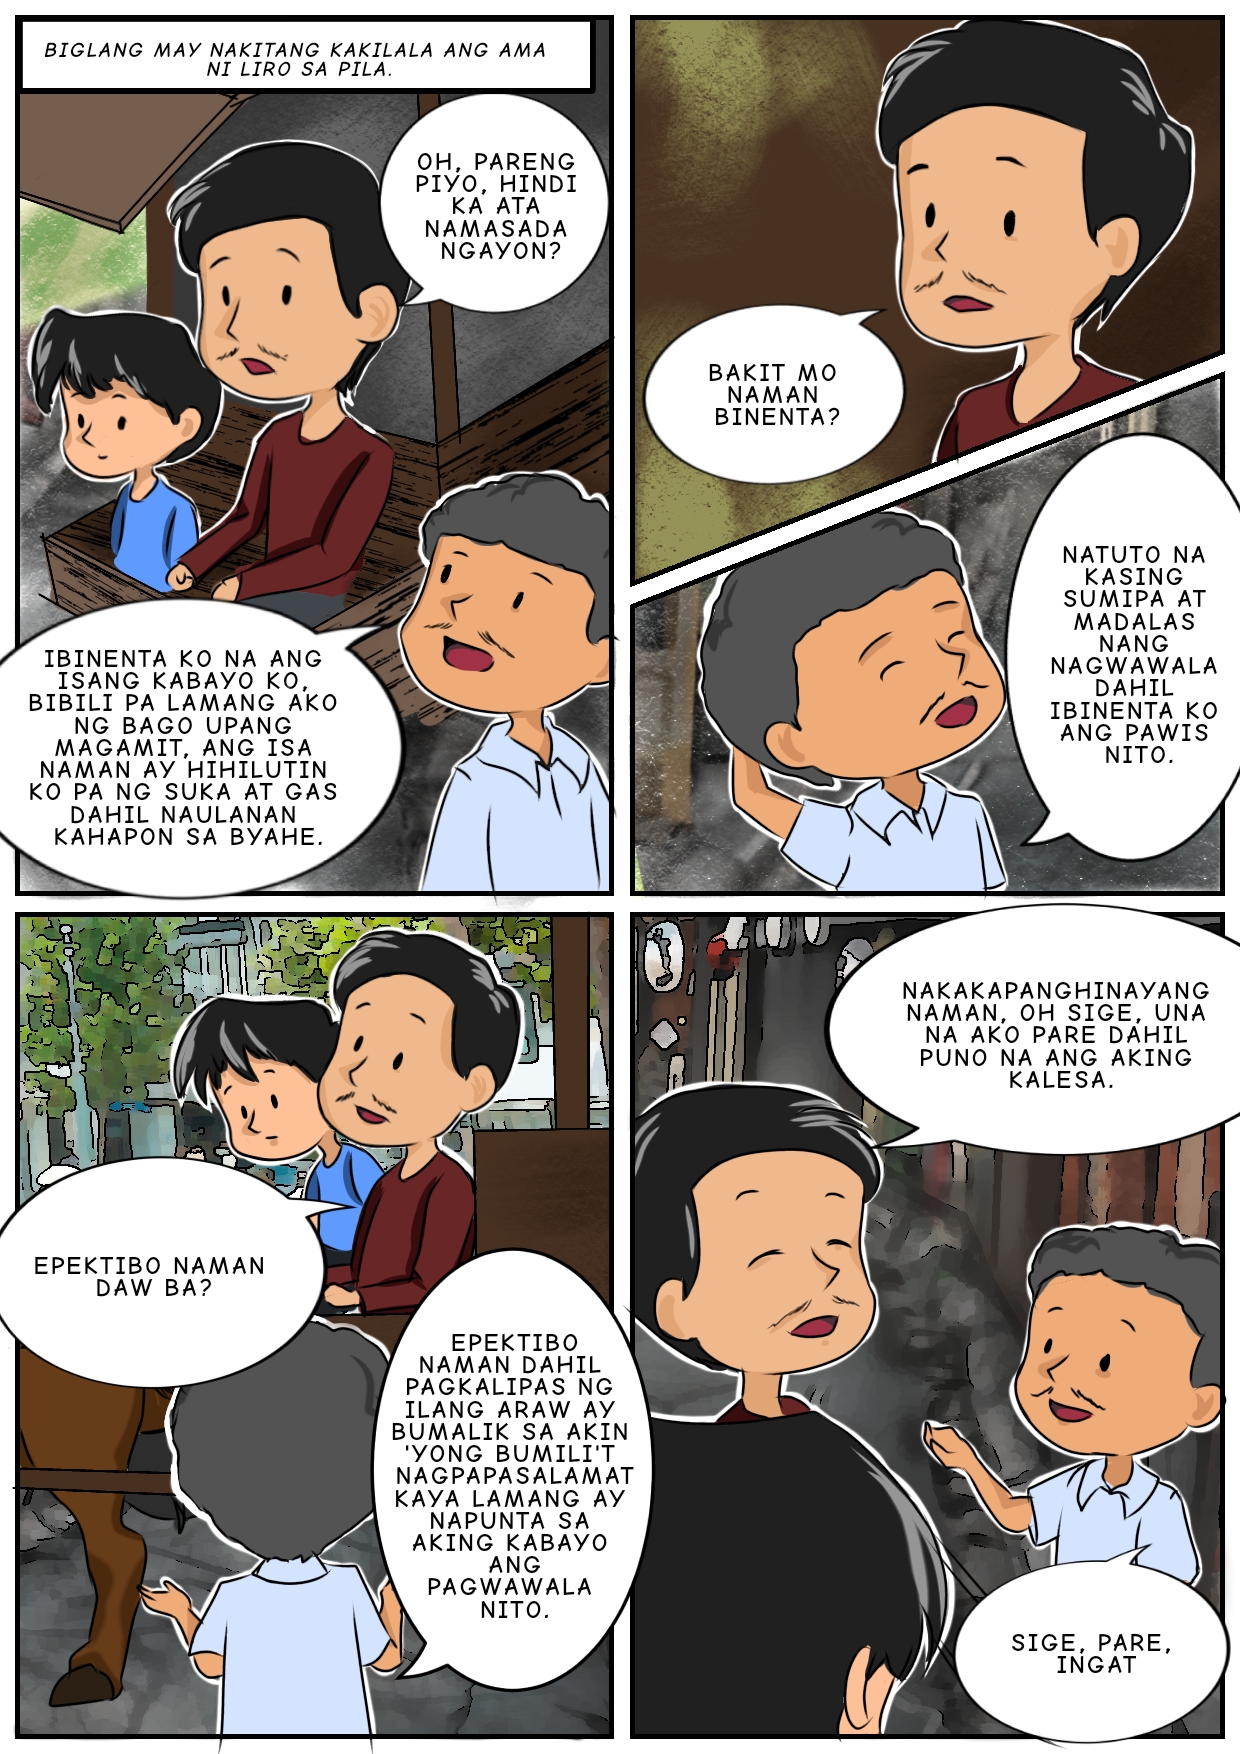 BIGLANG MAY NAKITANG KAKILALA ANG AMA
NI LIRO SA PILA.
OH, PARENG
PIYO, HINDI
KA ATA
NAMASADA
NGAYON?
IBINENTA KO NA ANG
ISANG KABAYO KO,
BIBILI PA LAMANG AKO
NG BAGO UPANG
MAGAMIT, ANG ISA
NAMAN AY HIHILUTIN
KO PA NG SUKA AT GAS
DAHIL NAULANAN
KAHAPON SA BYAHE.
BAKIT MO
NAMAN
BINENTA?
NATUTO NA
KASING
SUMIPA AT
MADALAS
NANG
NAGWAWALA
DAHIL
IBINENTA KO
ANG PAWIS
NITO.
EPEKTIBO NAMAN
DAW BA?
EPEKTIBO
NAMAN DAHIL
PAGKALIPAS NG
ILANG ARAW AY
BUMALIK SA AKIN
'YONG BUMILI'T
NAGPAPASALAMAT
KAYA LAMANG AY
NAPUNTA SA
AKING KABAYO
ANG
PAGWAWALA
NITO.
NAKAKAPANGHINAYANG
NAMAN, OH SIGE, UNA
NA AKO PARE DAHIL
PUNO NA ANG AKING
KALESA.
SIGE, PARE,
INGAT